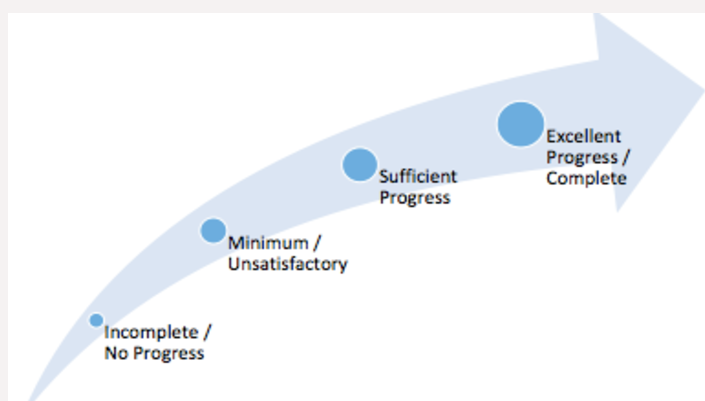 Excellent
Progress /
Complete
Sufficient
Progress
Minimum /
Unsatisfactory
Incomplete /
No Progress